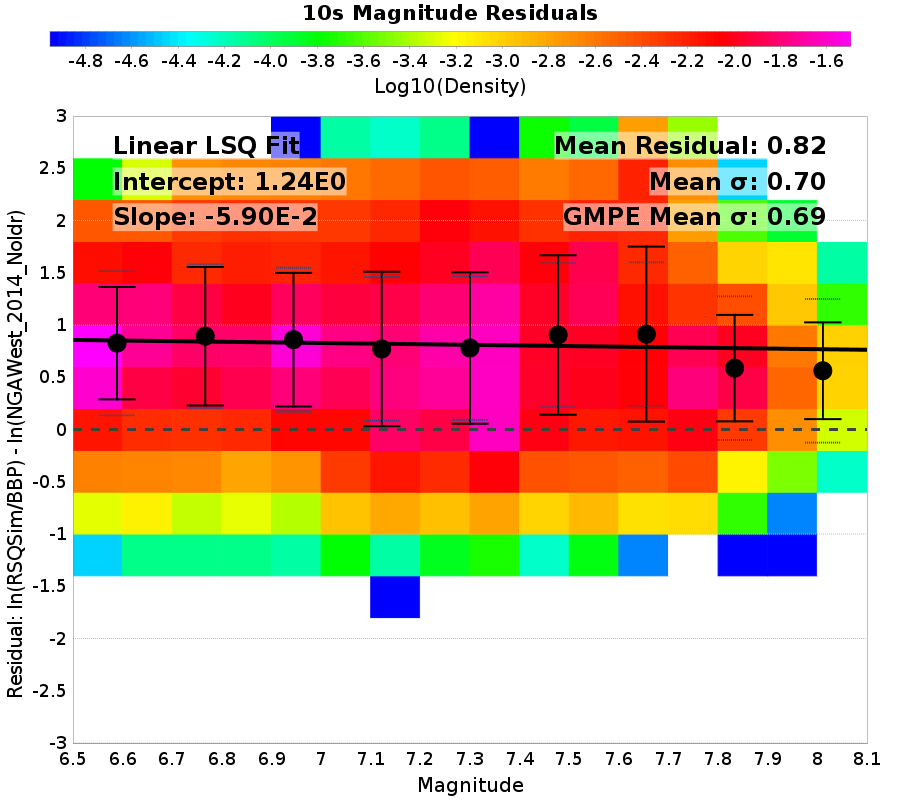 10s Magnitude Residuals
-4.8 -4.6 -4.4 -4.2 -4.0 -3.8 -3.6 -3.4 -3.2 -3.0 -2.8 -2.6 -2.4 -2.2 -2.0 -1.8 -1.6
Log10(Density)
Residual: ln(RSQSim/BBP) - ln(NGAWest_2014_NoIdr)
3
2.5
2
1.5
1
0.5
0
-0.5
-1
-1.5
-2
-2.5
-3
Linear LSQ Fit
Intercept: 1.24E0
Slope: -5.90E-2
Mean Residual: 0.82
Mean σ: 0.70
GMPE Mean σ: 0.69
6.5 6.6 6.7 6.8 6.9 7 7.1 7.2 7.3 7.4 7.5 7.6 7.7 7.8 7.9 8 8.1
Magnitude